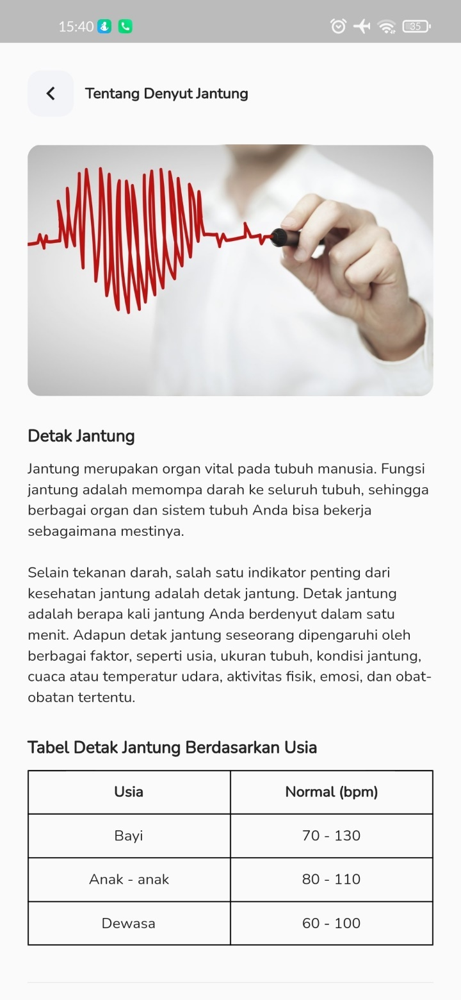 15:40
35
Tentang Denyut Jantung
Detak Jantung
Jantung merupakan organ vital pada tubuh manusia. Fungsi
jantung adalah memompa darah ke seluruh tubuh, sehingga
berbagai organ dan sistem tubuh Anda bisa bekerja
sebagaimana mestinya.
Selain tekanan darah, salah satu indikator penting dari
kesehatan jantung adalah detak jantung. Detak jantung
adalah berapa kali jantung Anda berdenyut dalam satu
menit. Adapun detak jantung seseorang dipengaruhi oleh
berbagai faktor, seperti usia, ukuran tubuh, kondisi jantung,
cuaca atau temperatur udara, aktivitas fisik, emosi, dan obat-
obatan tertentu.
Tabel Detak Jantung Berdasarkan Usia
Usia Normal (bpm)
Bayi 70 - 130
Anak - anak 80 - 110
Dewasa 60 - 100